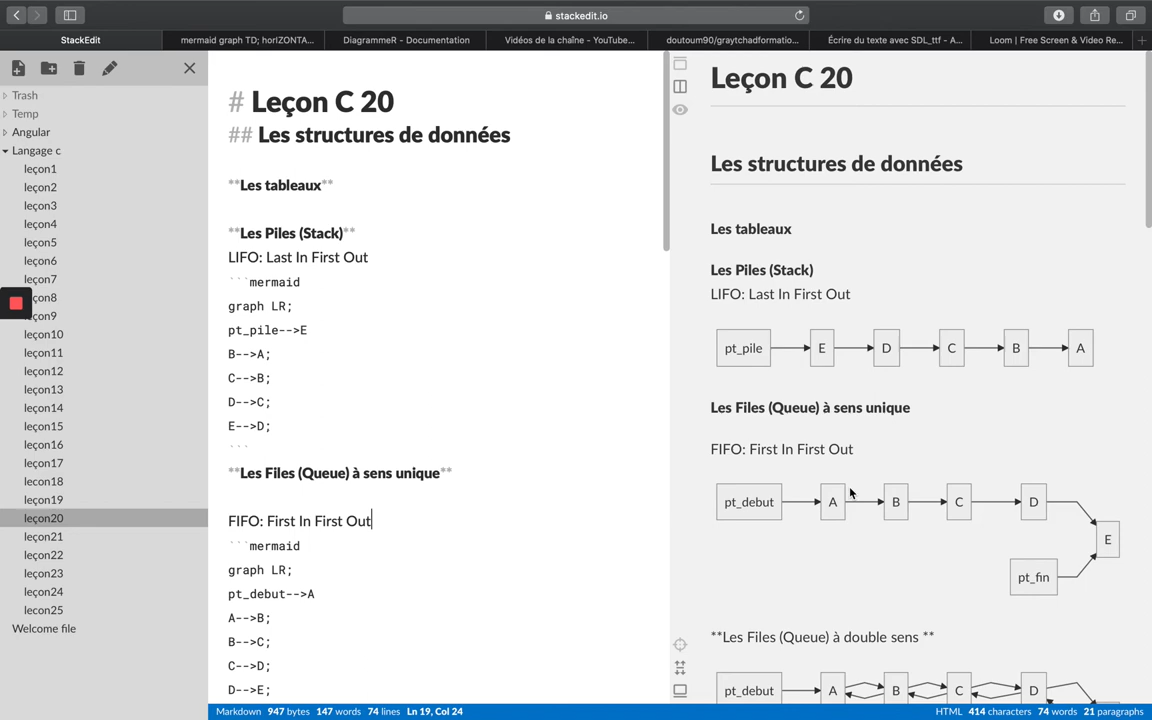 stackedit.io
StackEdit
mermaid graph TD; horIZONTA...
DiagrammeR - Documentation
Vidéos de la chaîne - YouTube...
doutoum90/graytchadformatio...
Écrire du texte avec SDL_ttf - A...
Loom | Free Screen & Video Re...
Trash
Temp
Angular
Langage c
leçon1
leçon2
leçon3
leçon4
leçon5
leçon6
leçon7
çon8
çon9
leçon10
leçon11
leçon12
leçon13
leçon14
leçon15
leçon16
leçon17
leçon18
leçon19
leçon20
leçon21
leçon22
leçon23
leçon24
lecon25
Welcome file
# Leçon C 20
## Les structures de données
**Les tableaux**
**Les Piles (Stack)**
LIFO: Last In First Out
```mermaid
graph LR;
pt_pile-->E
B-->A;
C-->B;
D-->C;
E-->D;
```
**Les Files (Queue) à sens unique**
FIFO: First In First Out
```mermaid
graph LR;
pt_debut-->A
A-->B;
B-->C;
C-->D;
D-->E;
Leçon C 20
Les structures de données
Les tableaux
Les Piles (Stack)
LIFO: Last In First Out
pt_pile E D C B A
Les Files (Queue) à sens unique
FIFO: First In First Out
pt_debut A B C D
E
pt_fin
**Les Files (Queue) à double sens **
pt_debut A B C D
Markdown 947 bytes 147 words 74 lines Ln 19, Col 24
HTML 414 characters 74 words 21 paragraphs